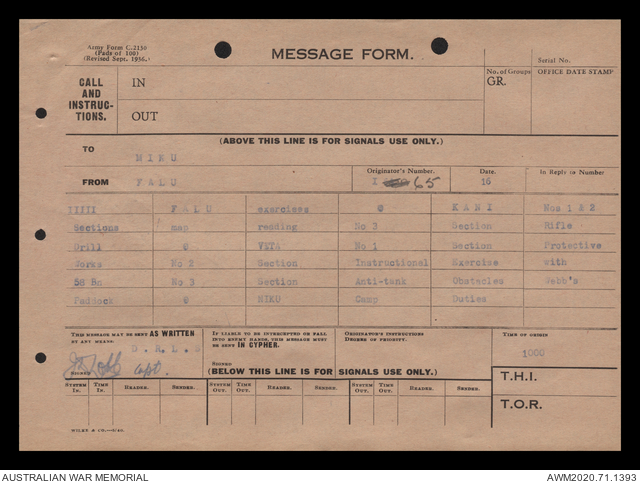 Army Form C.2136
(Pads of 100)
(Revised Sept. 1936.)
MESSAGE FORM.
Serial No.
CALL AND INSTRUC-TIONS.
IN
OUT
No. of Groups GR.
OFFICE DATE STAMP
(ABOVE THIS LINE IS FOR SIGNALS USE ONLY.)
TO MIKU
FROM FALU
Originator's Number. I 65
Date. 16
In Reply to Number
IIIII FALU exercises @ KANI Nos 1 & 2
Sections map reading No 3 Section Rifle
Drill @ VETA No 1 Section Protective
Works No 2 Section Instructional Exercise with
58 Bn No 3 Section Anti-tank Obstacles Webb's
Paddock @ NIKO Camp Duties
THIS MESSAGE MAY BE SENT AS WRITTEN BY ANY MEANS.
D.R.L.S
SIGNED Capt.
IF LIABLE TO BE INTERCEPTED OR FALL INTO ENEMY HANDS, THIS MESSAGE MUST BE SENT IN CYPHER.
SIGNED
ORIGINATOR'S INSTRUCTIONS DEGREE OF PRIORITY.
TIME OF ORIGIN
1000
(BELOW THIS LINE IS FOR SIGNALS USE ONLY.)
T.H.I.
T.O.R.
SYSTEM IN. TIME IN. READER. SENDER. SYSTEM OUT. TIME OUT. READER. SENDER. SYSTEM OUT. TIME OUT. READER. SENDER.
AUSTRALIAN WAR MEMORIAL
AWM2020.71.1393